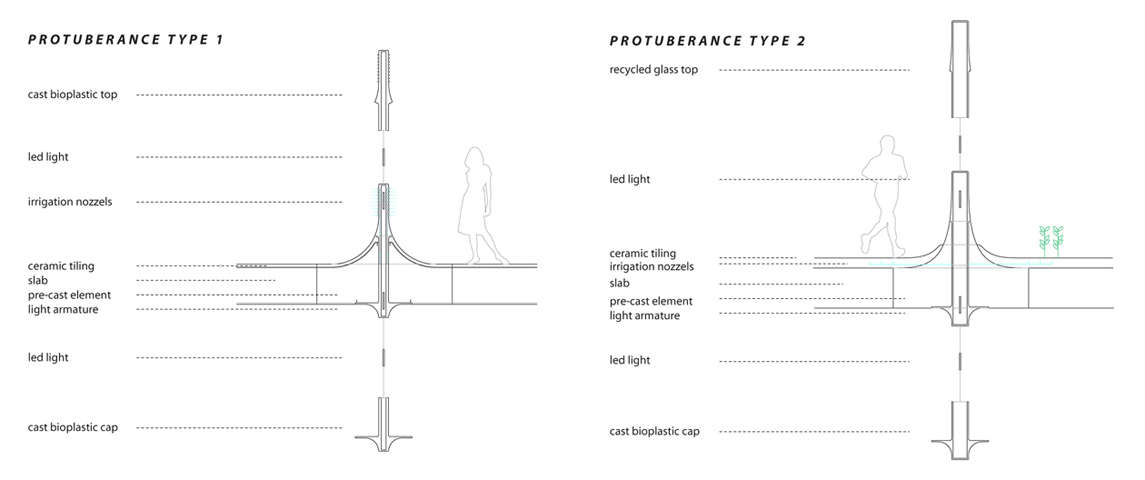 PROTUBERANCE TYPE 1
cast bioplastic top
led light
irrigation nozzels
ceramic tiling
slab
pre-cast element
light armature
led light
cast bioplastic cap
PROTUBERANCE TYPE 2
recycled glass top
led light
ceramic tiling
irrigation nozzels
slab
pre-cast element
light armature
led light
cast bioplastic cap